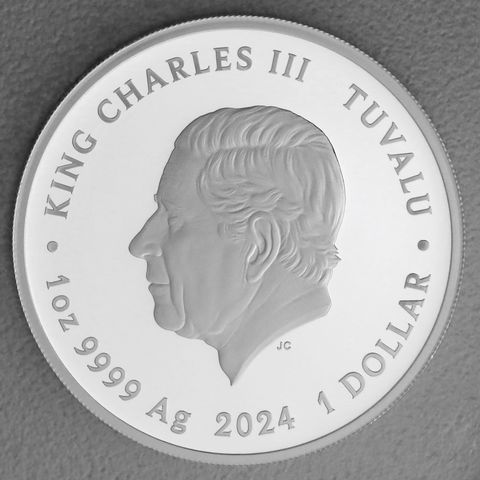 KING CHARLES III TUVALU
1oz 9999 Ag 2024 1 DOLLAR
JC